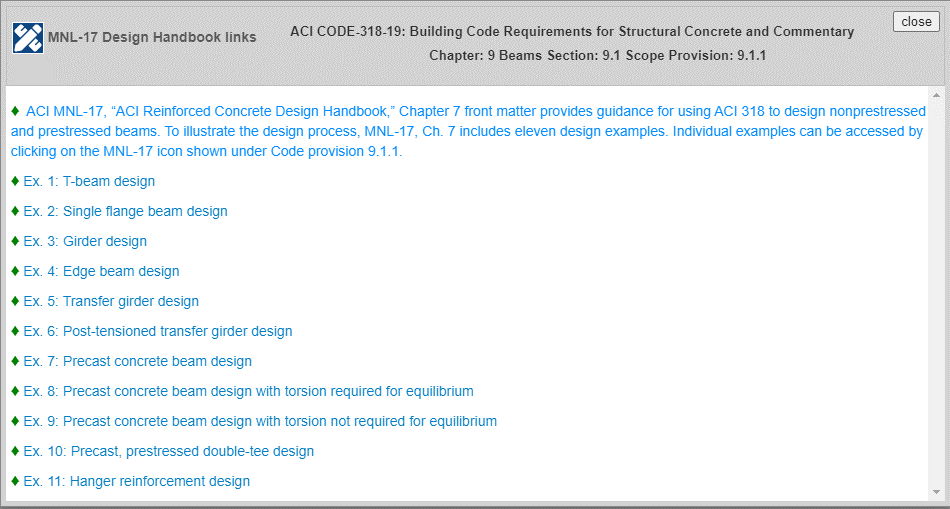 close
MNL-17 Design Handbook links
ACI CODE-318-19: Building Code Requirements for Structural Concrete and Commentary
Chapter: 9 Beams Section: 9.1 Scope Provision: 9.1.1
♦ ACI MNL-17, “ACI Reinforced Concrete Design Handbook,” Chapter 7 front matter provides guidance for using ACI 318 to design nonprestressed
and prestressed beams. To illustrate the design process, MNL-17, Ch. 7 includes eleven design examples. Individual examples can be accessed by
clicking on the MNL-17 icon shown under Code provision 9.1.1.
♦ Ex. 1: T-beam design
♦ Ex. 2: Single flange beam design
♦ Ex. 3: Girder design
♦ Ex. 4: Edge beam design
♦ Ex. 5: Transfer girder design
♦ Ex. 6: Post-tensioned transfer girder design
♦ Ex. 7: Precast concrete beam design
♦ Ex. 8: Precast concrete beam design with torsion required for equilibrium
♦ Ex. 9: Precast concrete beam design with torsion not required for equilibrium
♦ Ex. 10: Precast, prestressed double-tee design
♦ Ex. 11: Hanger reinforcement design